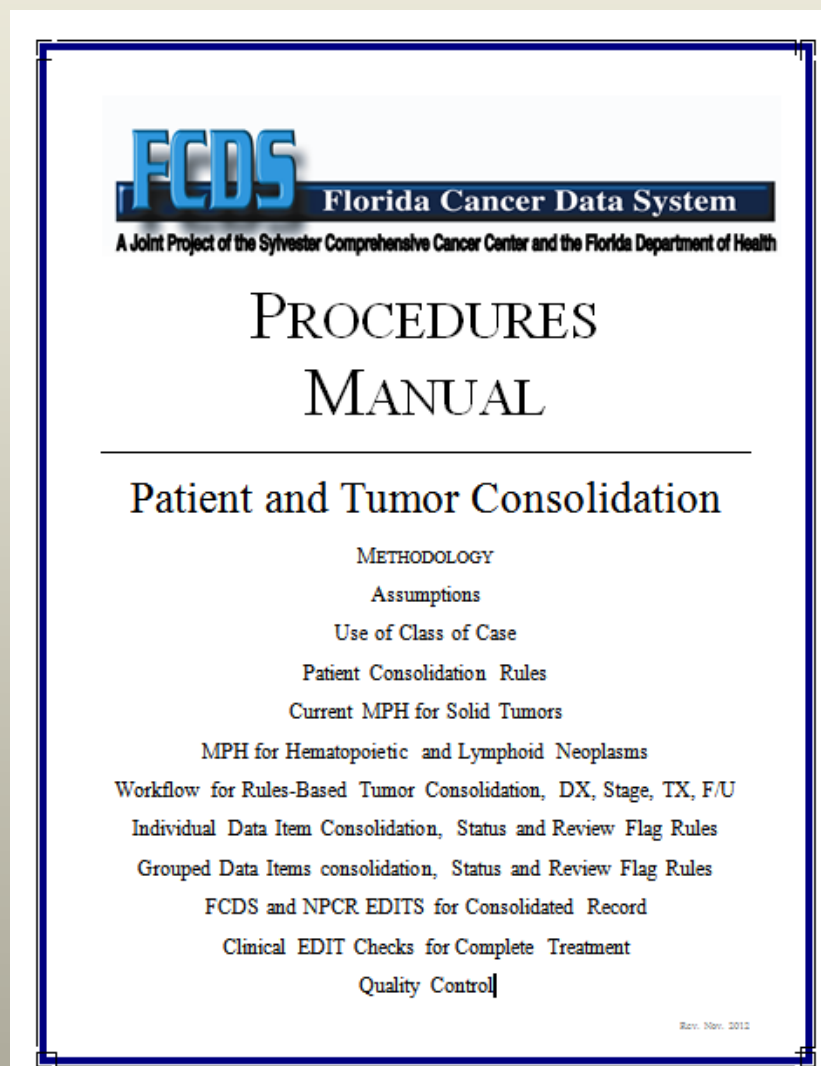 FCDS
Florida Cancer Data System
A Joint Project of the Sylvester Comprehensive Cancer Center and the Florida Department of Health
PROCEDURES
MANUAL
Patient and Tumor Consolidation
METHODOLOGY
Assumptions
Use of Class of Case
Patient Consolidation Rules
Current MPH for Solid Tumors
MPH for Hematopoietic and Lymphoid Neoplasms
Workflow for Rules-Based Tumor Consolidation, DX, Stage, TX, F/U
Individual Data Item Consolidation, Status and Review Flag Rules
Grouped Data Items consolidation, Status and Review Flag Rules
FCDS and NPCR EDITS for Consolidated Record
Clinical EDIT Checks for Complete Treatment
Quality Control
Rev. Nov. 2012